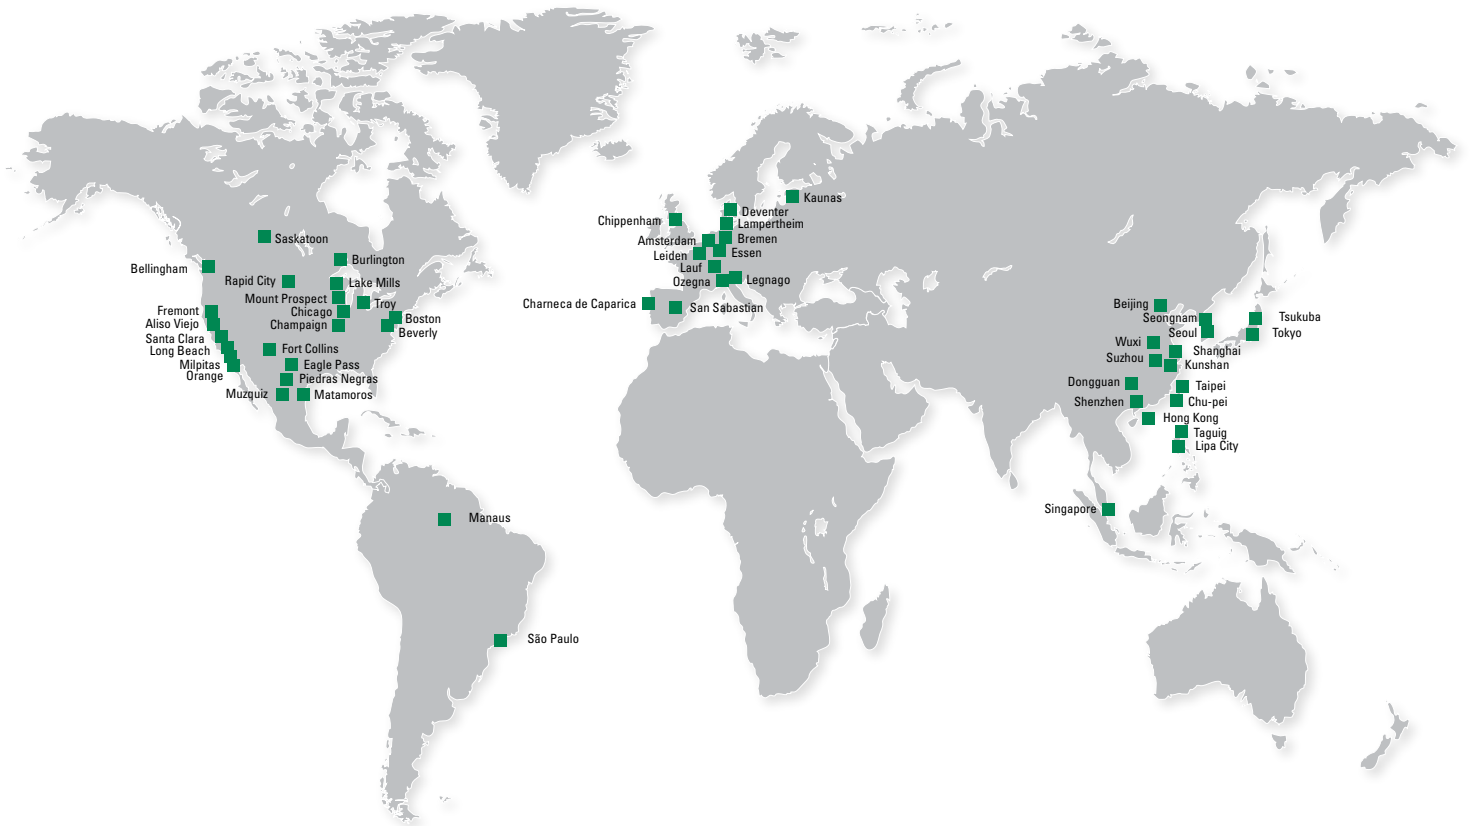 Saskatoon
Bellingham
Burlington
Rapid City
Lake Mills
Mount Prospect
Troy
Fremont
Chicago
Boston
Aliso Viejo
Champaign
Beverly
Santa Clara
Long Beach
Fort Collins
Milpitas
Eagle Pass
Orange
Piedras Negras
Muzquiz
Matamoros
Manaus
São Paulo
Kaunas
Deventer
Chippenham
Lampertheim
Amsterdam
Bremen
Leiden
Essen
Lauf
Ozegna
Legnago
Charneca de Caparica
San Sabastian
Beijing
Seongnam
Tsukuba
Seoul
Tokyo
Wuxi
Shanghai
Suzhou
Kunshan
Dongguan
Taipei
Shenzhen
Chu-pei
Hong Kong
Taguig
Lipa City
Singapore